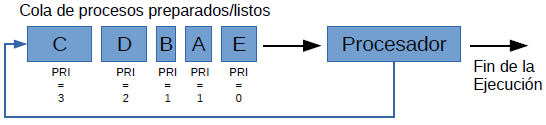 Cola de procesos preparados/listos
C D B A E Procesador Fin de la
Ejecución
PRI PRI PRI PRI PRI
= = = = =
3 2 1 1 0